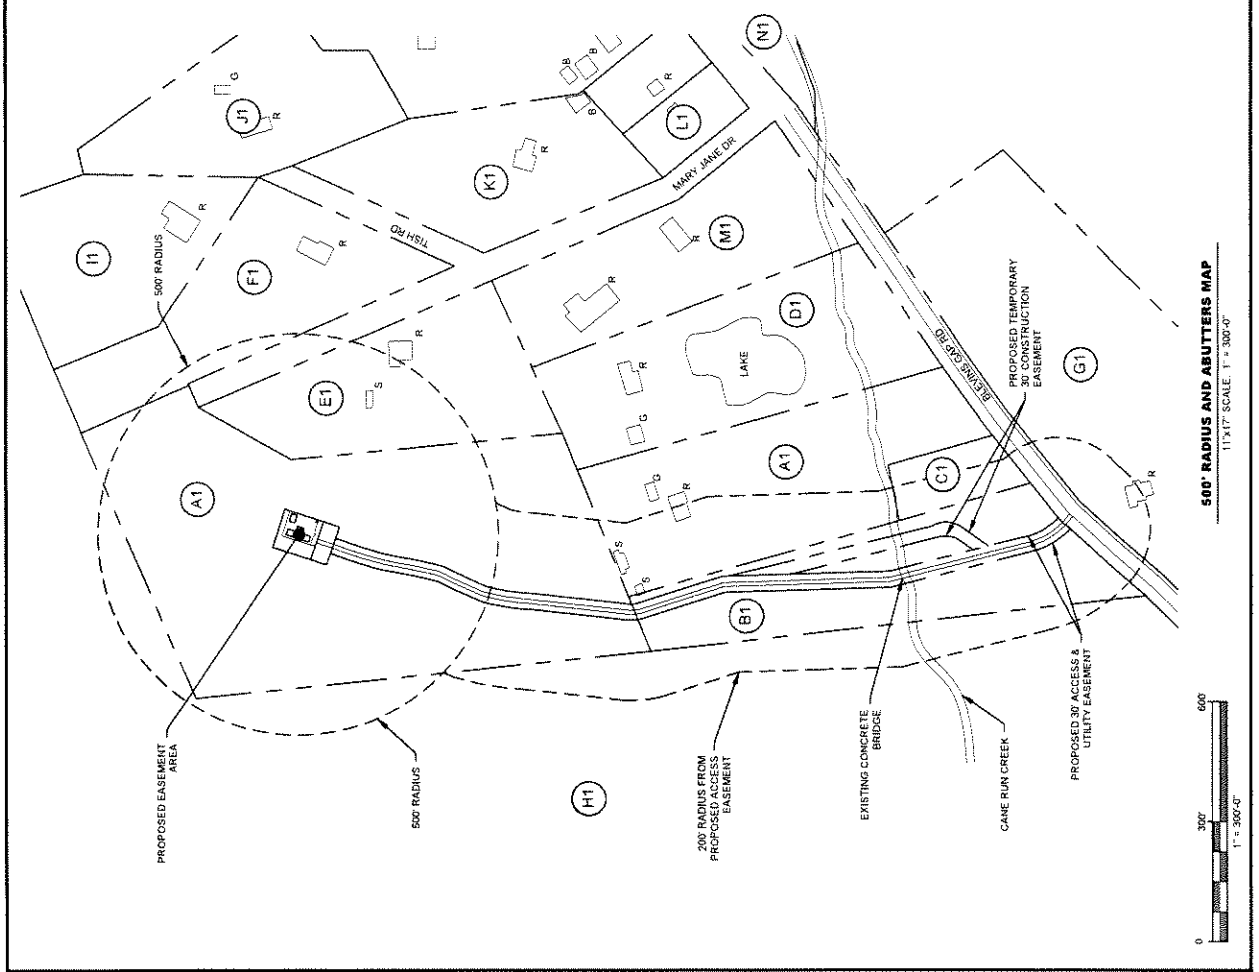 N1
B
B
B
R
L1
G
J1
R
K1
R
MARY JANE DR
I1
R
500' RADIUS
F1
R
TISH RD
M1
R
R
E1
S
R
D1
LAKE
PROPOSED TEMPORARY
30' CONSTRUCTION
EASEMENT
BLEVINS GAP RD
G1
R
G
A1
C1
G
R
S
S
A1
R
B1
PROPOSED EASEMENT
AREA
500' RADIUS
H1
200' RADIUS FROM
PROPOSED ACCESS
EASEMENT
EXISTING CONCRETE
BRIDGE
CANE RUN CREEK
PROPOSED 30' ACCESS &
UTILITY EASEMENT
500' RADIUS AND ABUTTERS MAP
11"x17" SCALE: 1" = 300'-0"
0
300'
600'
1" = 300'-0"